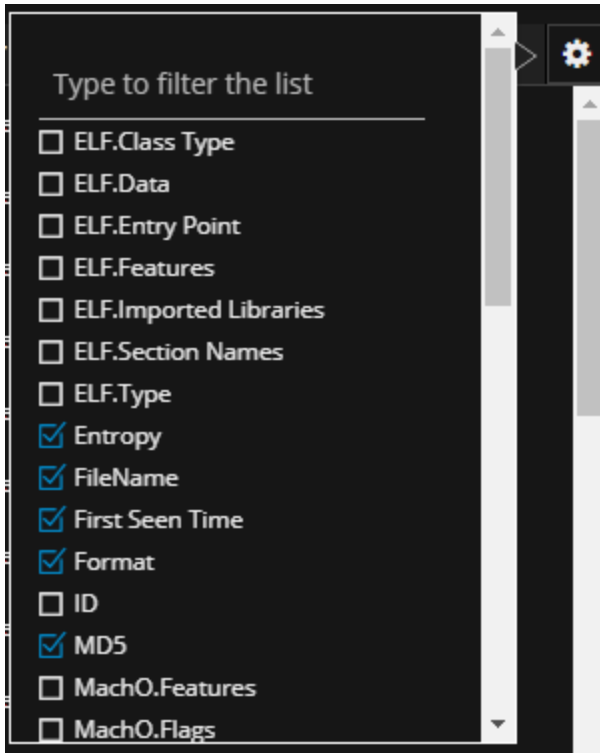 Type to filter the list
ELF.Class Type
ELF.Data
ELF.Entry Point
ELF.Features
ELF.Imported Libraries
ELF.Section Names
ELF.Type
Entropy
FileName
First Seen Time
Format
ID
MD5
MachO.Features
MachO.Flags